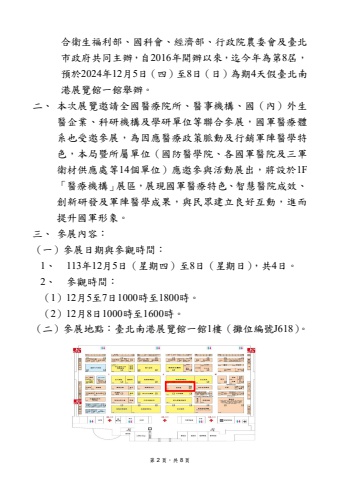 合衛生福利部、國科會、經濟部、行政院農委會及臺北
市政府共同主辦，自2016年開辦以來，迄今年為第8屆，
預於2024年12月5日（四）至8日（日）為期4天假臺北南
港展覽館一館舉辦。
二、 本次展覽邀請全國醫療院所、醫事機構、國（內）外生
醫企業、科研機構及學研單位等聯合參展，國軍醫療體
系也受邀參展，為因應醫療政策脈動及行銷軍陣醫學特
色，本局暨所屬單位（國防醫學院、各國軍醫院及三軍
衛材供應處等14個單位）應邀參與活動展出，將設於1F
「醫療機構」展區，展現國軍醫療特色、智慧醫院成效、
創新研發及軍陣醫學成果，與民眾建立良好互動，進而
提升國軍形象。
三、 參展內容：
（一）參展日期與參觀時間：
1、 113年12月5日（星期四）至8日（星期日），共4日。
2、 參觀時間：
（1）12月5至7日1000時至1800時。
（2）12月8日1000時至1600時。
（二）參展地點：臺北南港展覽館一館1樓（攤位編號J618）。
第 2 頁，共 8 頁